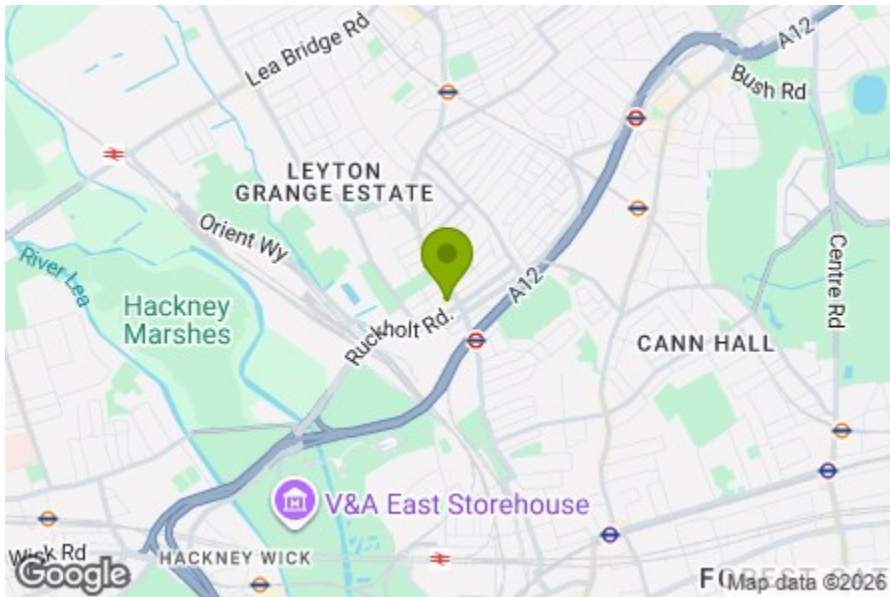 A12
Lea Bridge Rd
Bush Rd
LEYTON
GRANGE ESTATE
Orient Wy
River Lea
Centre Rd
A12
Hackney
Marshes
Ruckholt Rd.
CANN HALL
V&A East Storehouse
Wick Rd
HACKNEY WICK
Google
Map data ©2026